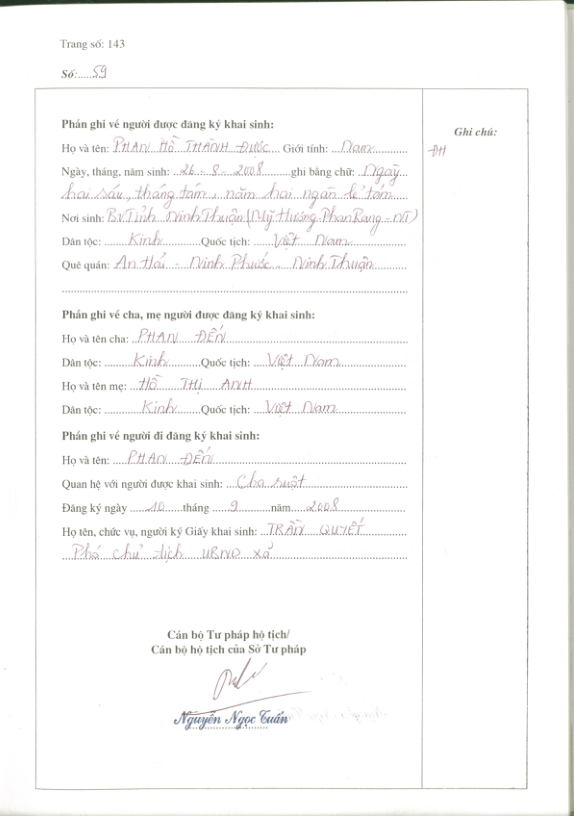 Trang số: 143
Số:.....59
Phần ghi về người được đăng ký khai sinh:
Ghi chú:
Họ và tên: PHAN HỒ THÀNH ĐƯỢC Giới tính: Nam
ĐH
Ngày, tháng, năm sinh: 26 - 8 - 2008 ghi bằng chữ: Ngày
hai sáu, tháng tám, năm hai ngàn lẻ tám
Nơi sinh: B.V Tỉnh Ninh Thuận (Mỹ Hương - Phan Rang - NT)
Dân tộc: Kinh Quốc tịch: Việt Nam
Quê quán: An Hải - Ninh Phước - Ninh Thuận
Phần ghi về cha, mẹ người được đăng ký khai sinh:
Họ và tên cha: PHAN ĐẾN
Dân tộc: Kinh Quốc tịch: Việt Nam
Họ và tên mẹ: HỒ THỊ ANH
Dân tộc: Kinh Quốc tịch: Việt Nam
Phần ghi về người đi đăng ký khai sinh:
Họ và tên: PHAN ĐẾN
Quan hệ với người được khai sinh: Cha ruột
Đăng ký ngày 10 tháng 9 năm 2008
Họ tên, chức vụ, người ký Giấy khai sinh: TRẦN QUYẾT
Phó chủ tịch UBND xã
Cán bộ Tư pháp hộ tịch/
Cán bộ hộ tịch của Sở Tư pháp
Nguyễn Ngọc Tuấn